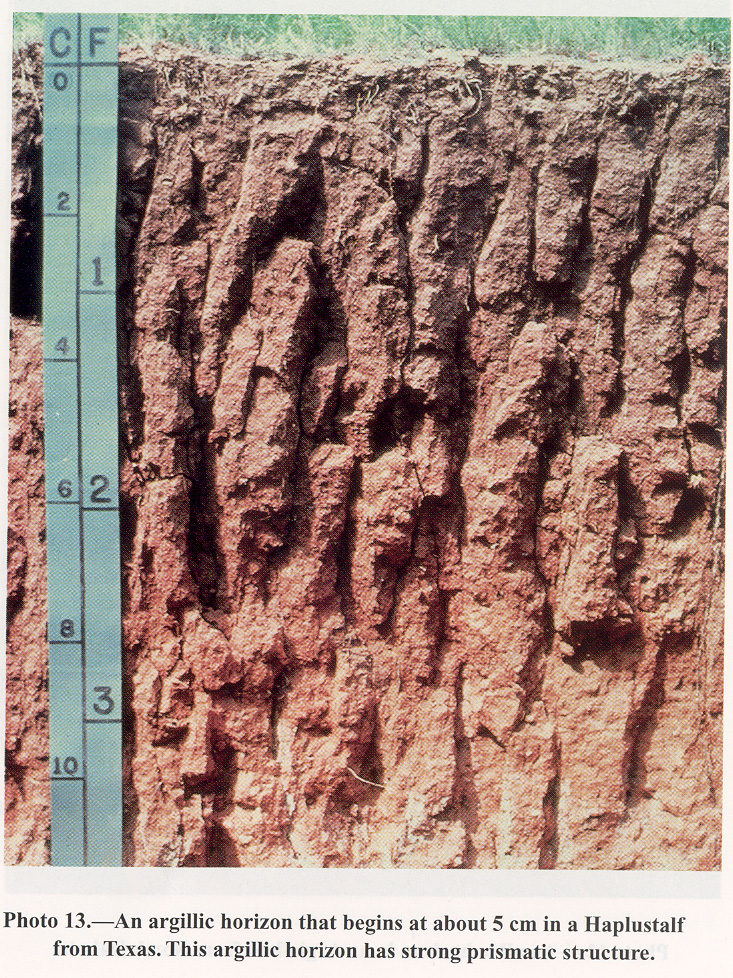 C F
0
2
1
4
6 2
8
3
10
Photo 13.—An argillic horizon that begins at about 5 cm in a Haplustalf
from Texas. This argillic horizon has strong prismatic structure.